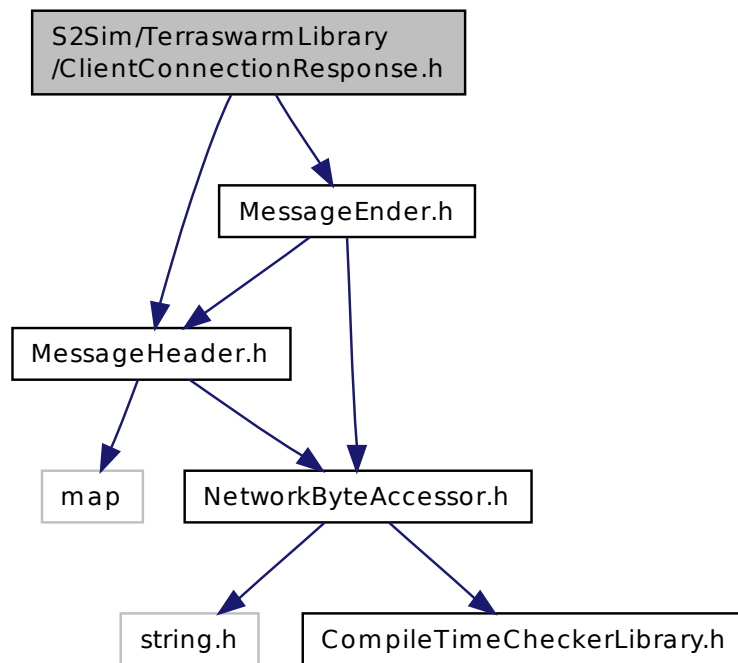 S2Sim/TerraswarmLibrary
/ClientConnectionResponse.h
MessageEnder.h
MessageHeader.h
map
NetworkByteAccessor.h
string.h
CompileTimeCheckerLibrary.h